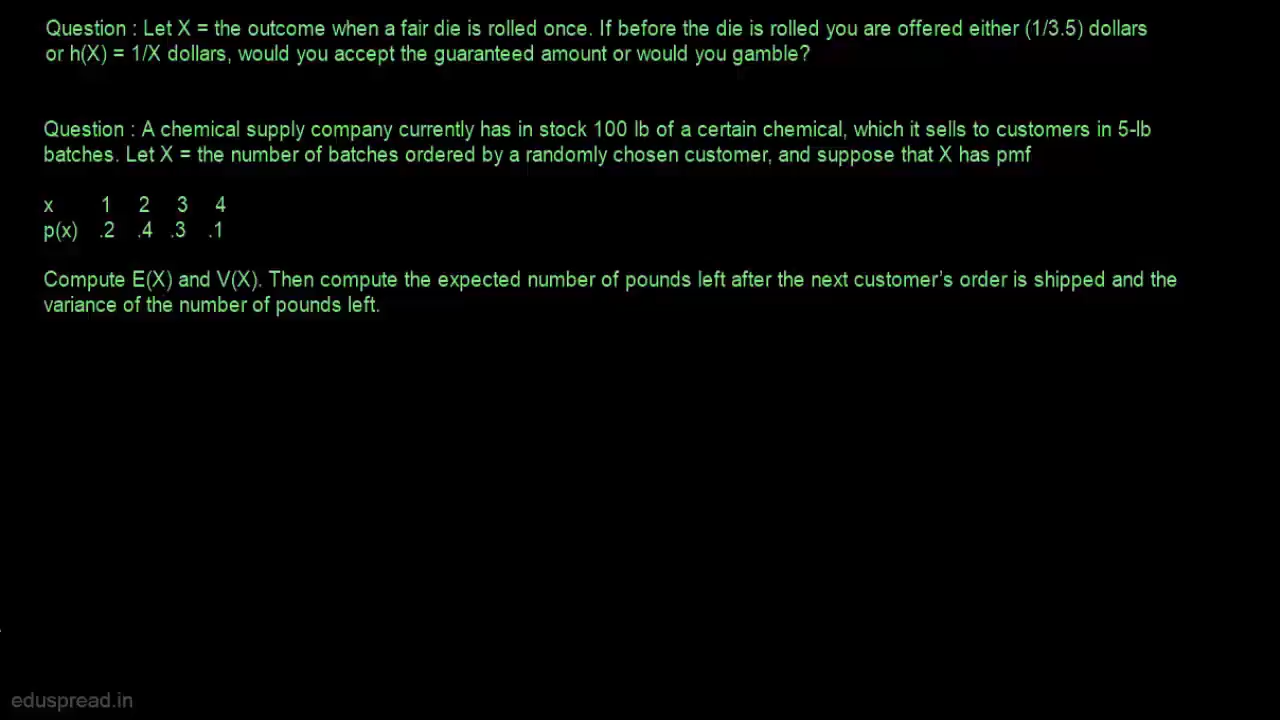 Question : Let X = the outcome when a fair die is rolled once. If before the die is rolled you are offered either (1/3.5) dollars
or h(X) = 1/X dollars, would you accept the guaranteed amount or would you gamble?
Question : A chemical supply company currently has in stock 100 lb of a certain chemical, which it sells to customers in 5-lb
batches. Let X = the number of batches ordered by a randomly chosen customer, and suppose that X has pmf
x 1 2 3 4
p(x) .2 .4 .3 .1
Compute E(X) and V(X). Then compute the expected number of pounds left after the next customer’s order is shipped and the
variance of the number of pounds left.
eduspread.in